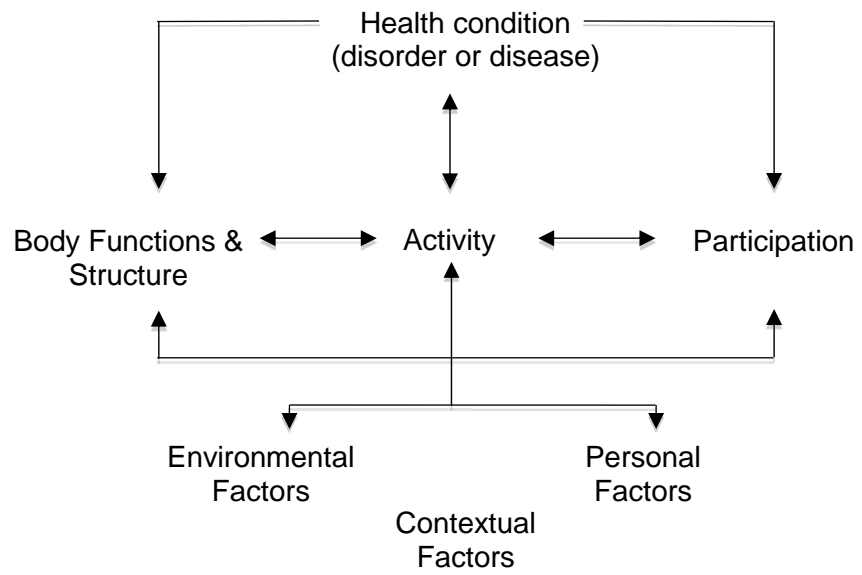 Health condition
(disorder or disease)
Body Functions &
Structure
Activity
Participation
Environmental
Factors
Personal
Factors
Contextual
Factors